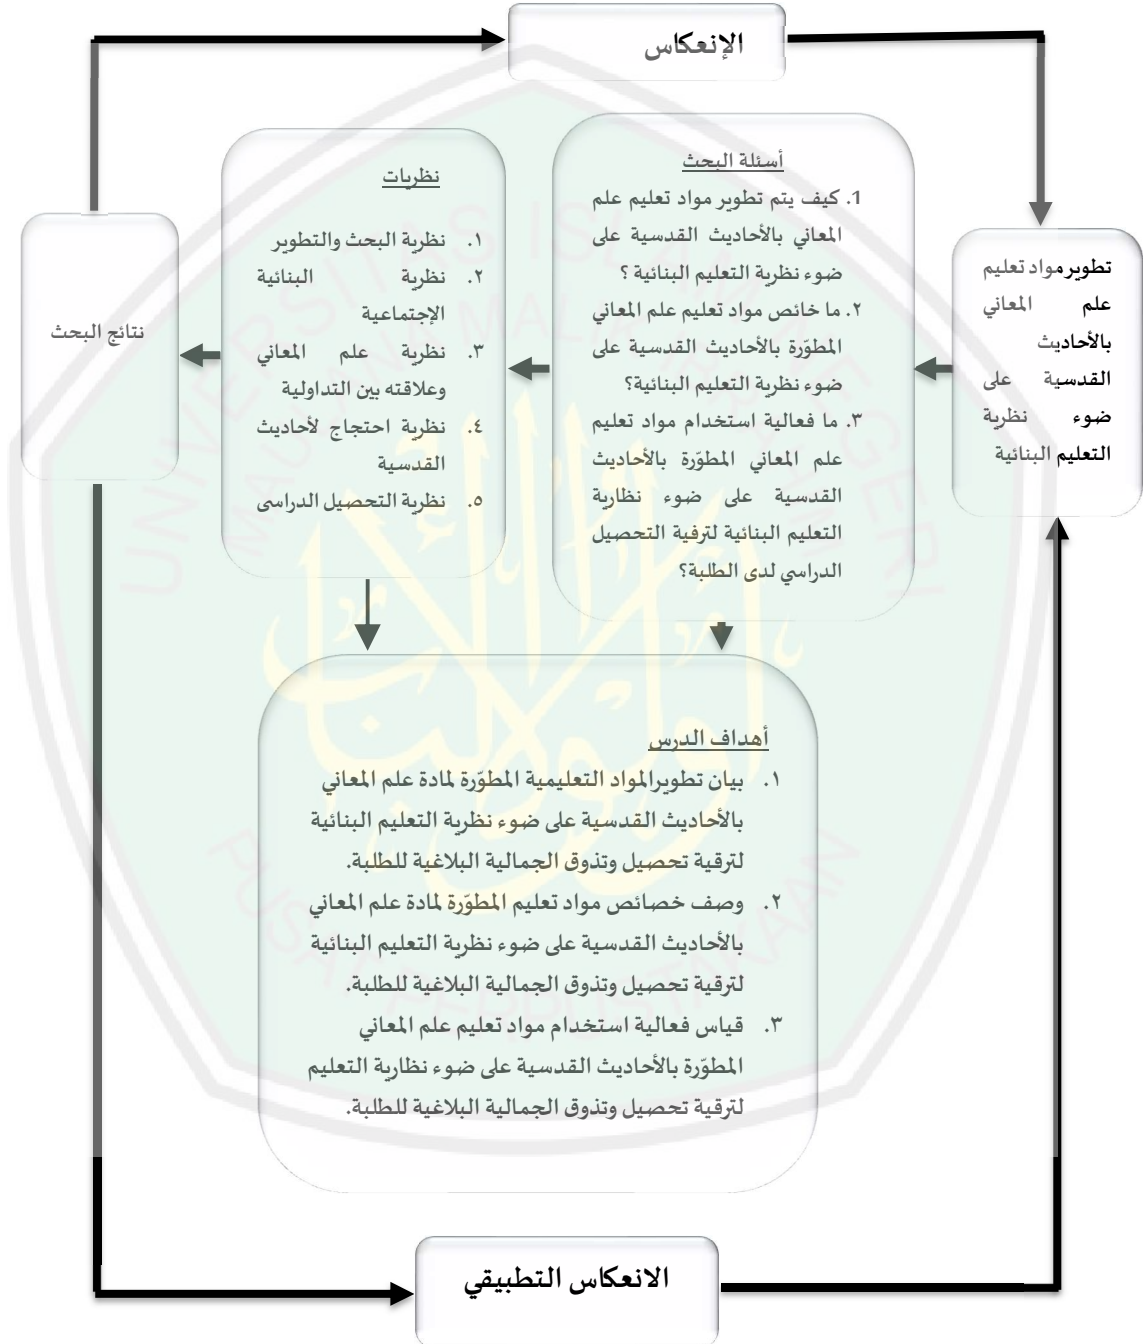 الإنعكاس
تطويرمواد تعليم
علم المعاني
بالأحاديث
القدسية على
ضوء نظرية
التعليم البنائية
أسئلة البحث
1. كيف يتم تطوير مواد تعليم علم
المعاني بالأحاديث القدسية على
ضوء نظرية التعليم البنائية ؟
٢. ما خائص مواد تعليم علم المعاني
المطوّرة بالأحاديث القدسية على
ضوء نظرية التعليم البنائية؟
٣. ما فعالية استخدام مواد تعليم
علم المعاني المطوّرة بالأحاديث
القدسية على ضوء نظارية
التعليم البنائية لترفية التحصيل
الدراسي لدى الطلبة؟
نظريات
١. نظرية البحث والتطوير
٢. نظرية البنائية
الإجتماعية
٣. نظرية علم المعاني
وعلاقته بين التداولية
٤. نظرية احتجاج لأحاديث
القدسية
٥. نظرية التحصيل الدراسى
نتائج البحث
أهداف الدرس
١. بيان تطويرالمواد التعليمية المطوّرة لمادة علم المعاني
بالأحاديث القدسية على ضوء نظرية التعليم البنائية
لترقية تحصيل وتذوق الجمالية البلاغية للطلبة.
٢. وصف خصائص مواد تعليم المطوّرة لمادة علم المعاني
بالأحاديث القدسية على ضوء نظرية التعليم البنائية
لترقية تحصيل وتذوق الجمالية البلاغية للطلبة.
٣. قياس فعالية استخدام مواد تعليم علم المعاني
المطوّرة بالأحاديث القدسية على ضوء نظارية التعليم
لترقية تحصيل وتذوق الجمالية البلاغية للطلبة.
الانعكاس التطبيقي
UNIVERSITAS ISLAM NEGERI
MAULANA MALIK IBRAHIM
PUSAT PERPUSTAKAAN